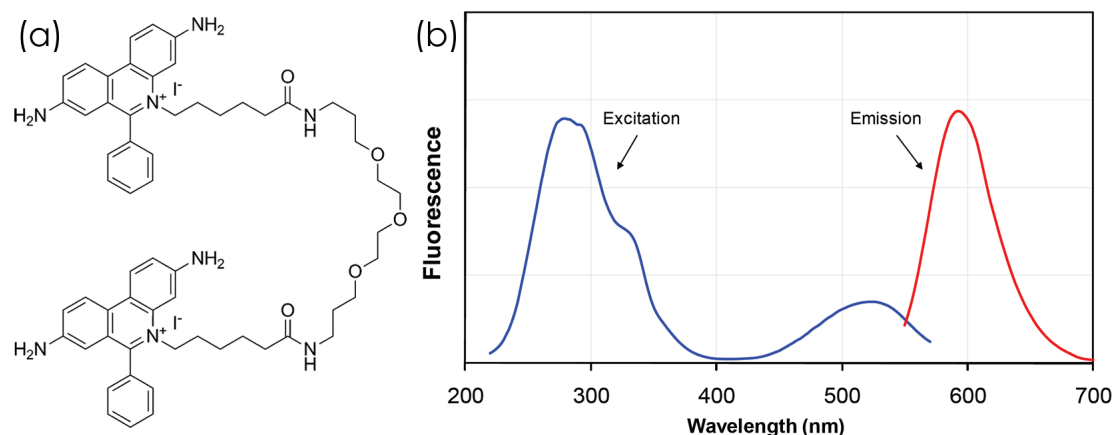 (a)
NH₂
H₂N
N⁺
I⁻
O
N
H
O
O
O
NH₂
H₂N
N⁺
I⁻
O
N
H
(b)
Fluorescence
Excitation
Emission
200 300 400 500 600 700
Wavelength (nm)